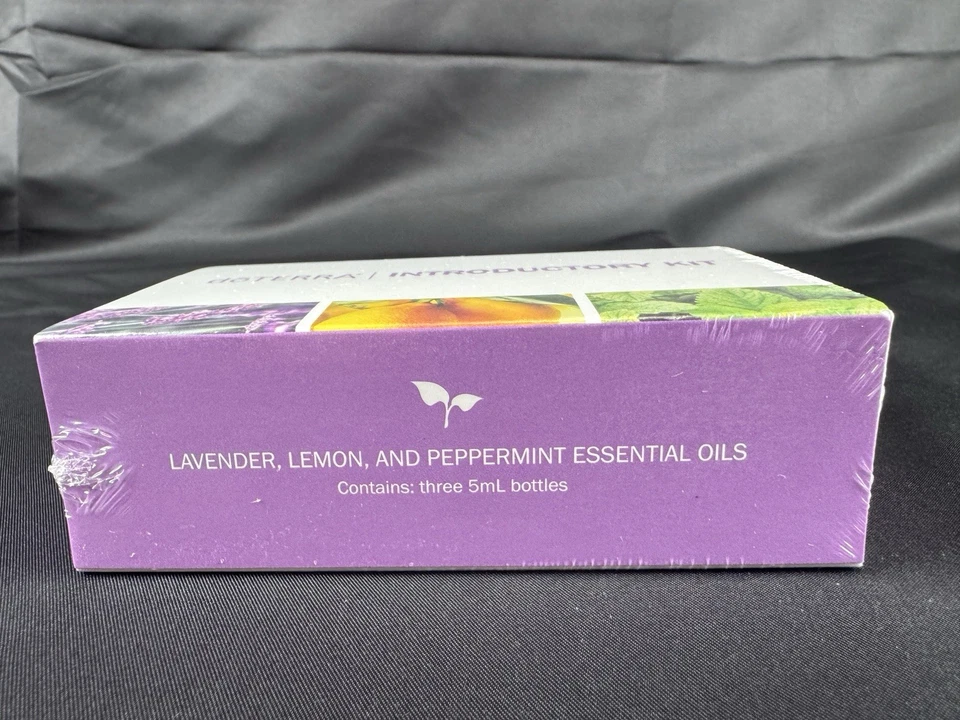 dōTERRA | INTRODUCTORY KIT
LAVENDER, LEMON, AND PEPPERMINT ESSENTIAL OILS
Contains: three 5mL bottles